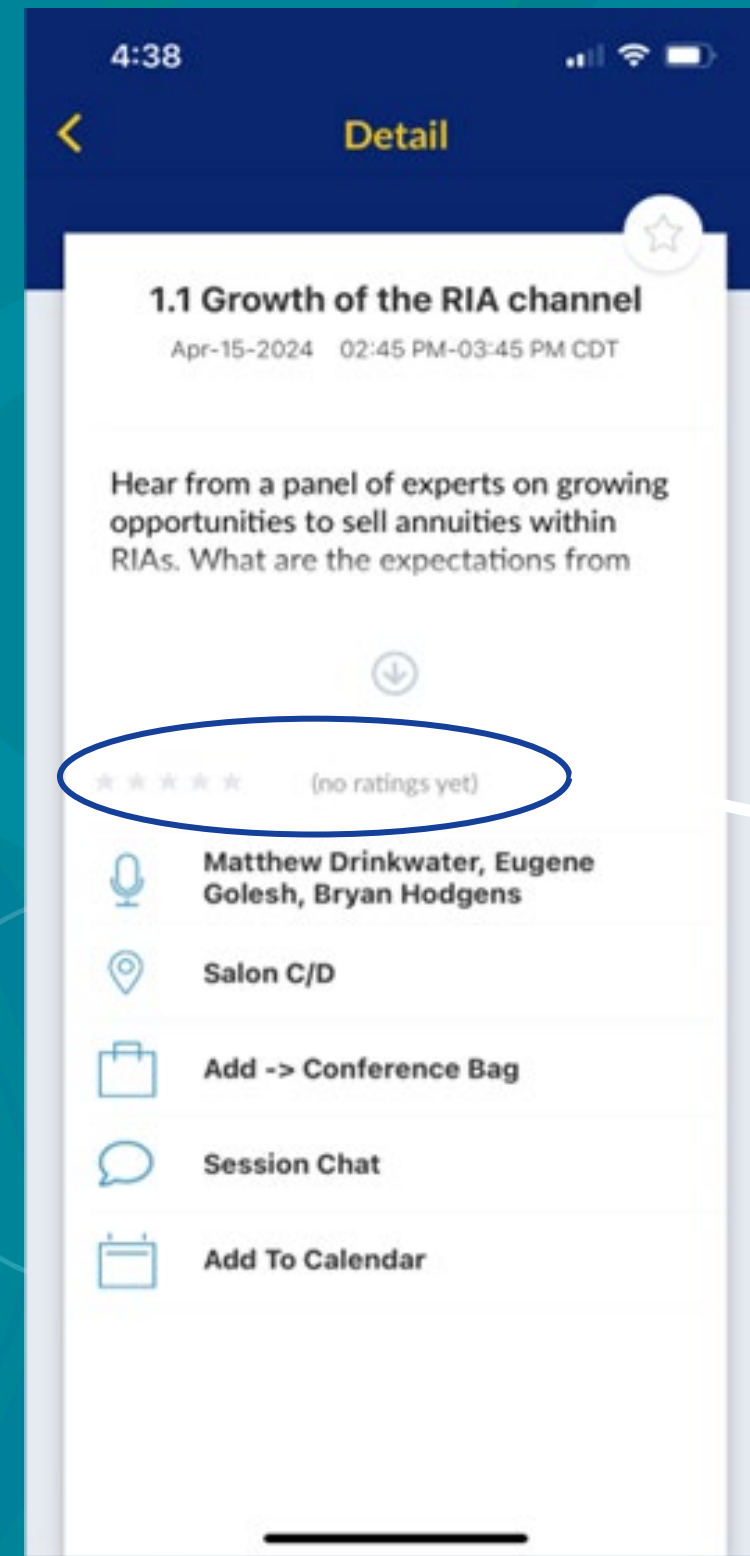 4:38
Detail
1.1 Growth of the RIA channel
Apr-15-2024 02:45 PM-03:45 PM CDT
Hear from a panel of experts on growing
opportunities to sell annuities within
RIAs. What are the expectations from
(no ratings yet)
Matthew Drinkwater, Eugene
Golesh, Bryan Hodgens
Salon C/D
Add -> Conference Bag
Session Chat
Add To Calendar